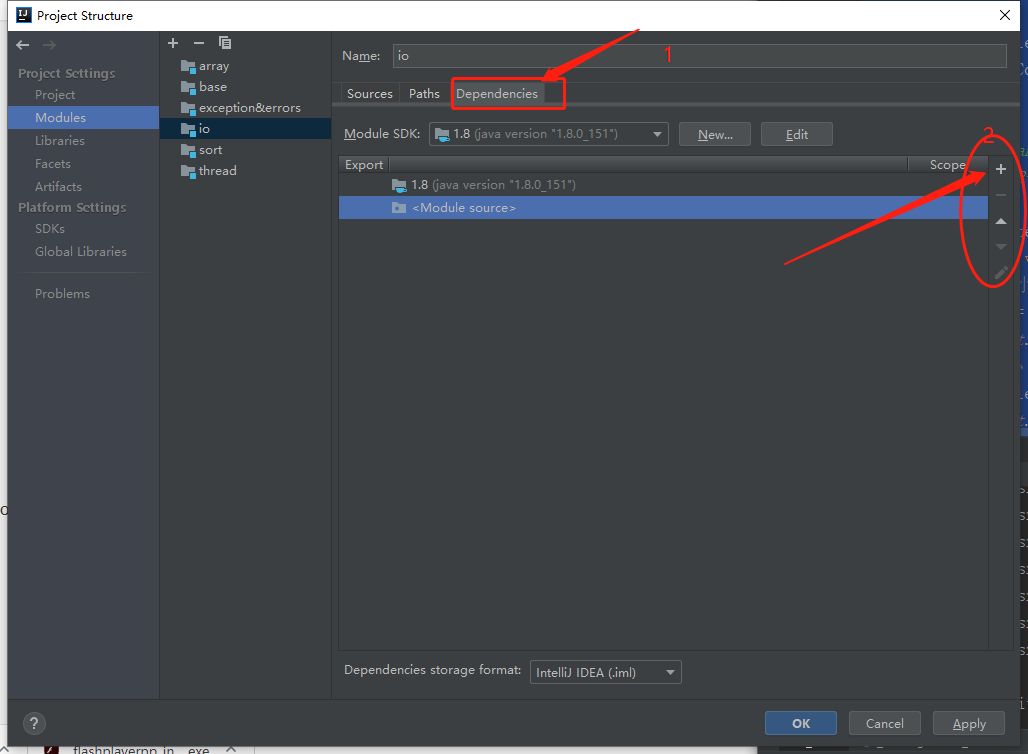 Project Structure
Project Settings
Project
Modules
Libraries
Facets
Artifacts
Platform Settings
SDKs
Global Libraries
Problems
array
base
exception&errors
io
sort
thread
Name: io
1
Sources Paths Dependencies
Module SDK: 1.8 (java version "1.8.0_151") New... Edit
2
Export Scope
1.8 (java version "1.8.0_151")
<Module source>
Dependencies storage format: IntelliJ IDEA (.iml)
? OK Cancel Apply